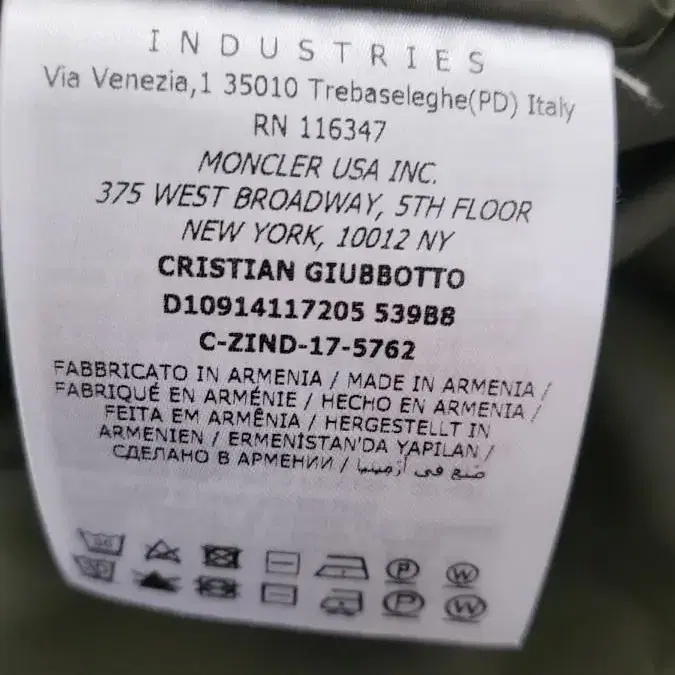 INDUSTRIES
Via Venezia,1 35010 Trebaseleghe(PD) Italy
RN 116347
MONCLER USA INC.
375 WEST BROADWAY, 5TH FLOOR
NEW YORK, 10012 NY
CRISTIAN GIUBBOTTO
D10914117205 539B8
C-ZIND-17-5762
FABBRICATO IN ARMENIA / MADE IN ARMENIA /
FABRIQUÉ EN ARMÉNIE / HECHO EN ARMENIA /
FEITA EM ARMÊNIA / HERGESTELLT IN
ARMENIEN / ERMENİSTAN'DA YAPILAN /
СДЕЛАНО В АРМЕНИИ / صنع في أرمينيا
30 P W
30 P W